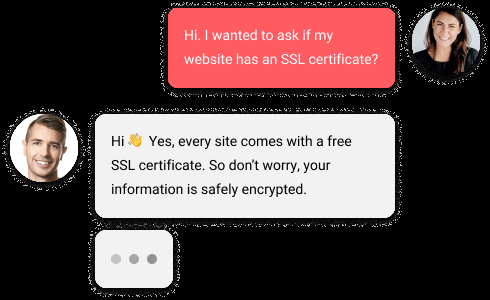 Hi. I wanted to ask if my
website has an SSL certificate?
Hi 👋 Yes, every site comes with a free
SSL certificate. So don’t worry, your
information is safely encrypted.